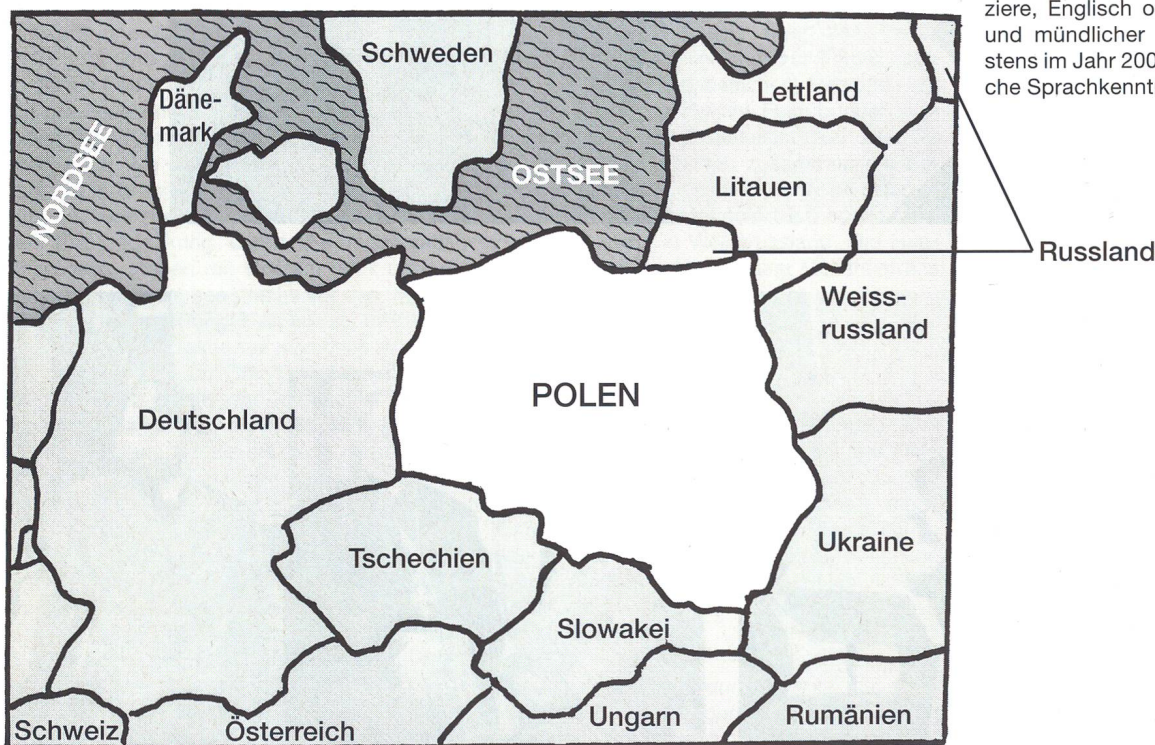 ziere, Englisch o
und mündlicher
stens im Jahr 200
che Sprachkennt
Schweden
Däne-
mark
Lettland
NORDSEE
OSTSEE
Litauen
Russland
Weiss-
russland
POLEN
Deutschland
Ukraine
Tschechien
Slowakei
Schweiz
Österreich
Ungarn
Rumänien